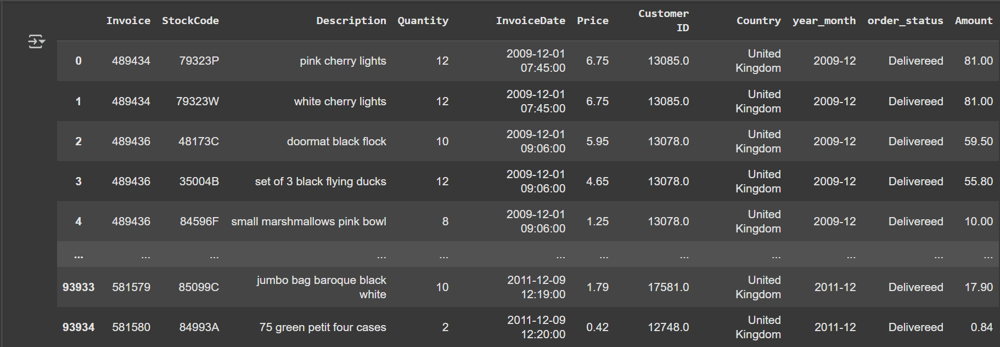 Invoice StockCode Description Quantity InvoiceDate Price Customer ID Country year_month order_status Amount
0 489434 79323P pink cherry lights 12 2009-12-01 07:45:00 6.75 13085.0 United Kingdom 2009-12 Delivereed 81.00
1 489434 79323W white cherry lights 12 2009-12-01 07:45:00 6.75 13085.0 United Kingdom 2009-12 Delivereed 81.00
2 489436 48173C doormat black flock 10 2009-12-01 09:06:00 5.95 13078.0 United Kingdom 2009-12 Delivereed 59.50
3 489436 35004B set of 3 black flying ducks 12 2009-12-01 09:06:00 4.65 13078.0 United Kingdom 2009-12 Delivereed 55.80
4 489436 84596F small marshmallows pink bowl 8 2009-12-01 09:06:00 1.25 13078.0 United Kingdom 2009-12 Delivereed 10.00
... ... ... ... ... ... ... ... ... ... ... ...
93933 581579 85099C jumbo bag baroque black white 10 2011-12-09 12:19:00 1.79 17581.0 United Kingdom 2011-12 Delivereed 17.90
93934 581580 84993A 75 green petit four cases 2 2011-12-09 12:20:00 0.42 12748.0 United Kingdom 2011-12 Delivereed 0.84